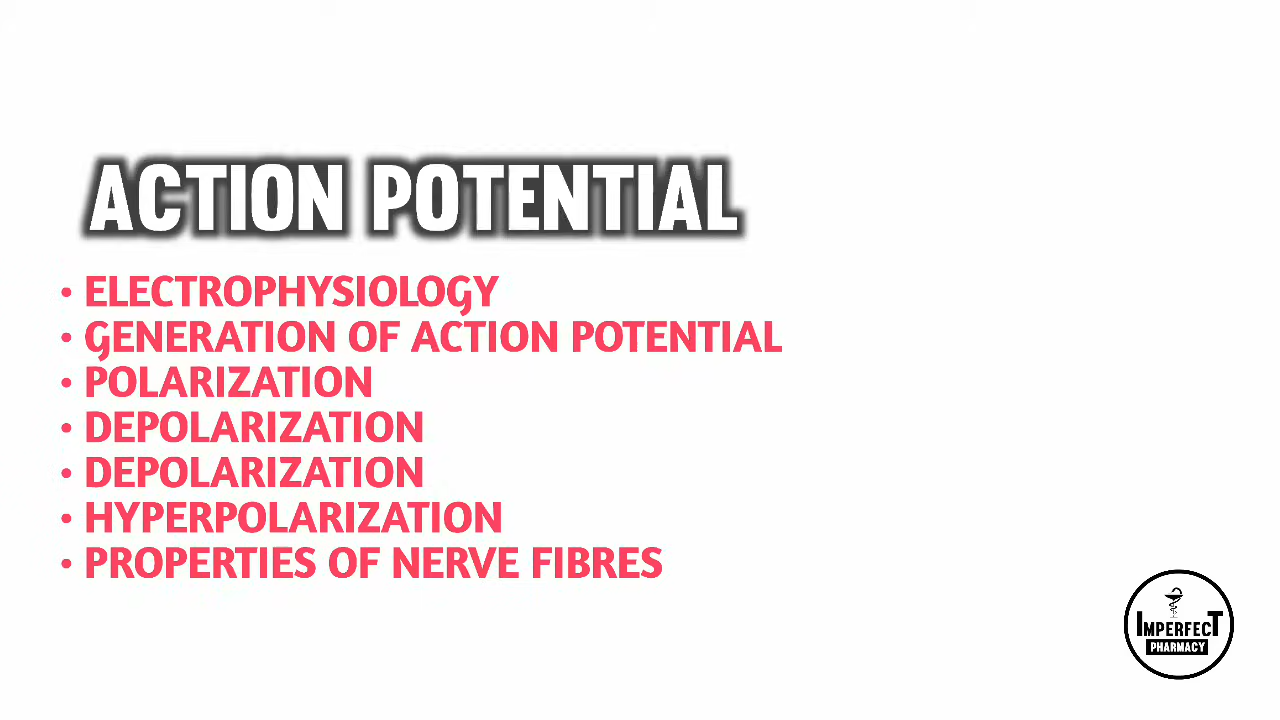 ACTION POTENTIAL
• ELECTROPHYSIOLOGY
• GENERATION OF ACTION POTENTIAL
• POLARIZATION
• DEPOLARIZATION
• DEPOLARIZATION
• HYPERPOLARIZATION
• PROPERTIES OF NERVE FIBRES
IMPERFECT
PHARMACY